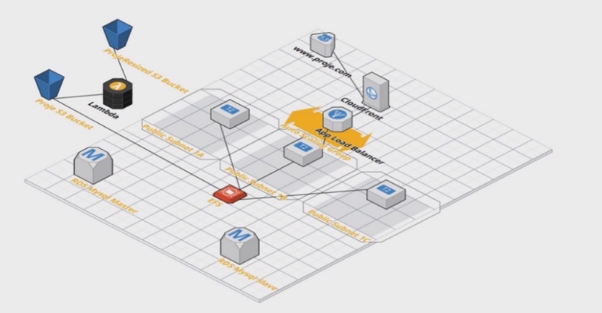 www.proje.com
ProjeResized S3 Bucket
Proje S3 Bucket
Lambda
Cloudfront
App Load Balancer
Public Subnet 1A
Public Subnet
Public Subnet 1C
RDS Mysql Master
EFS
RDS Mysql Slave